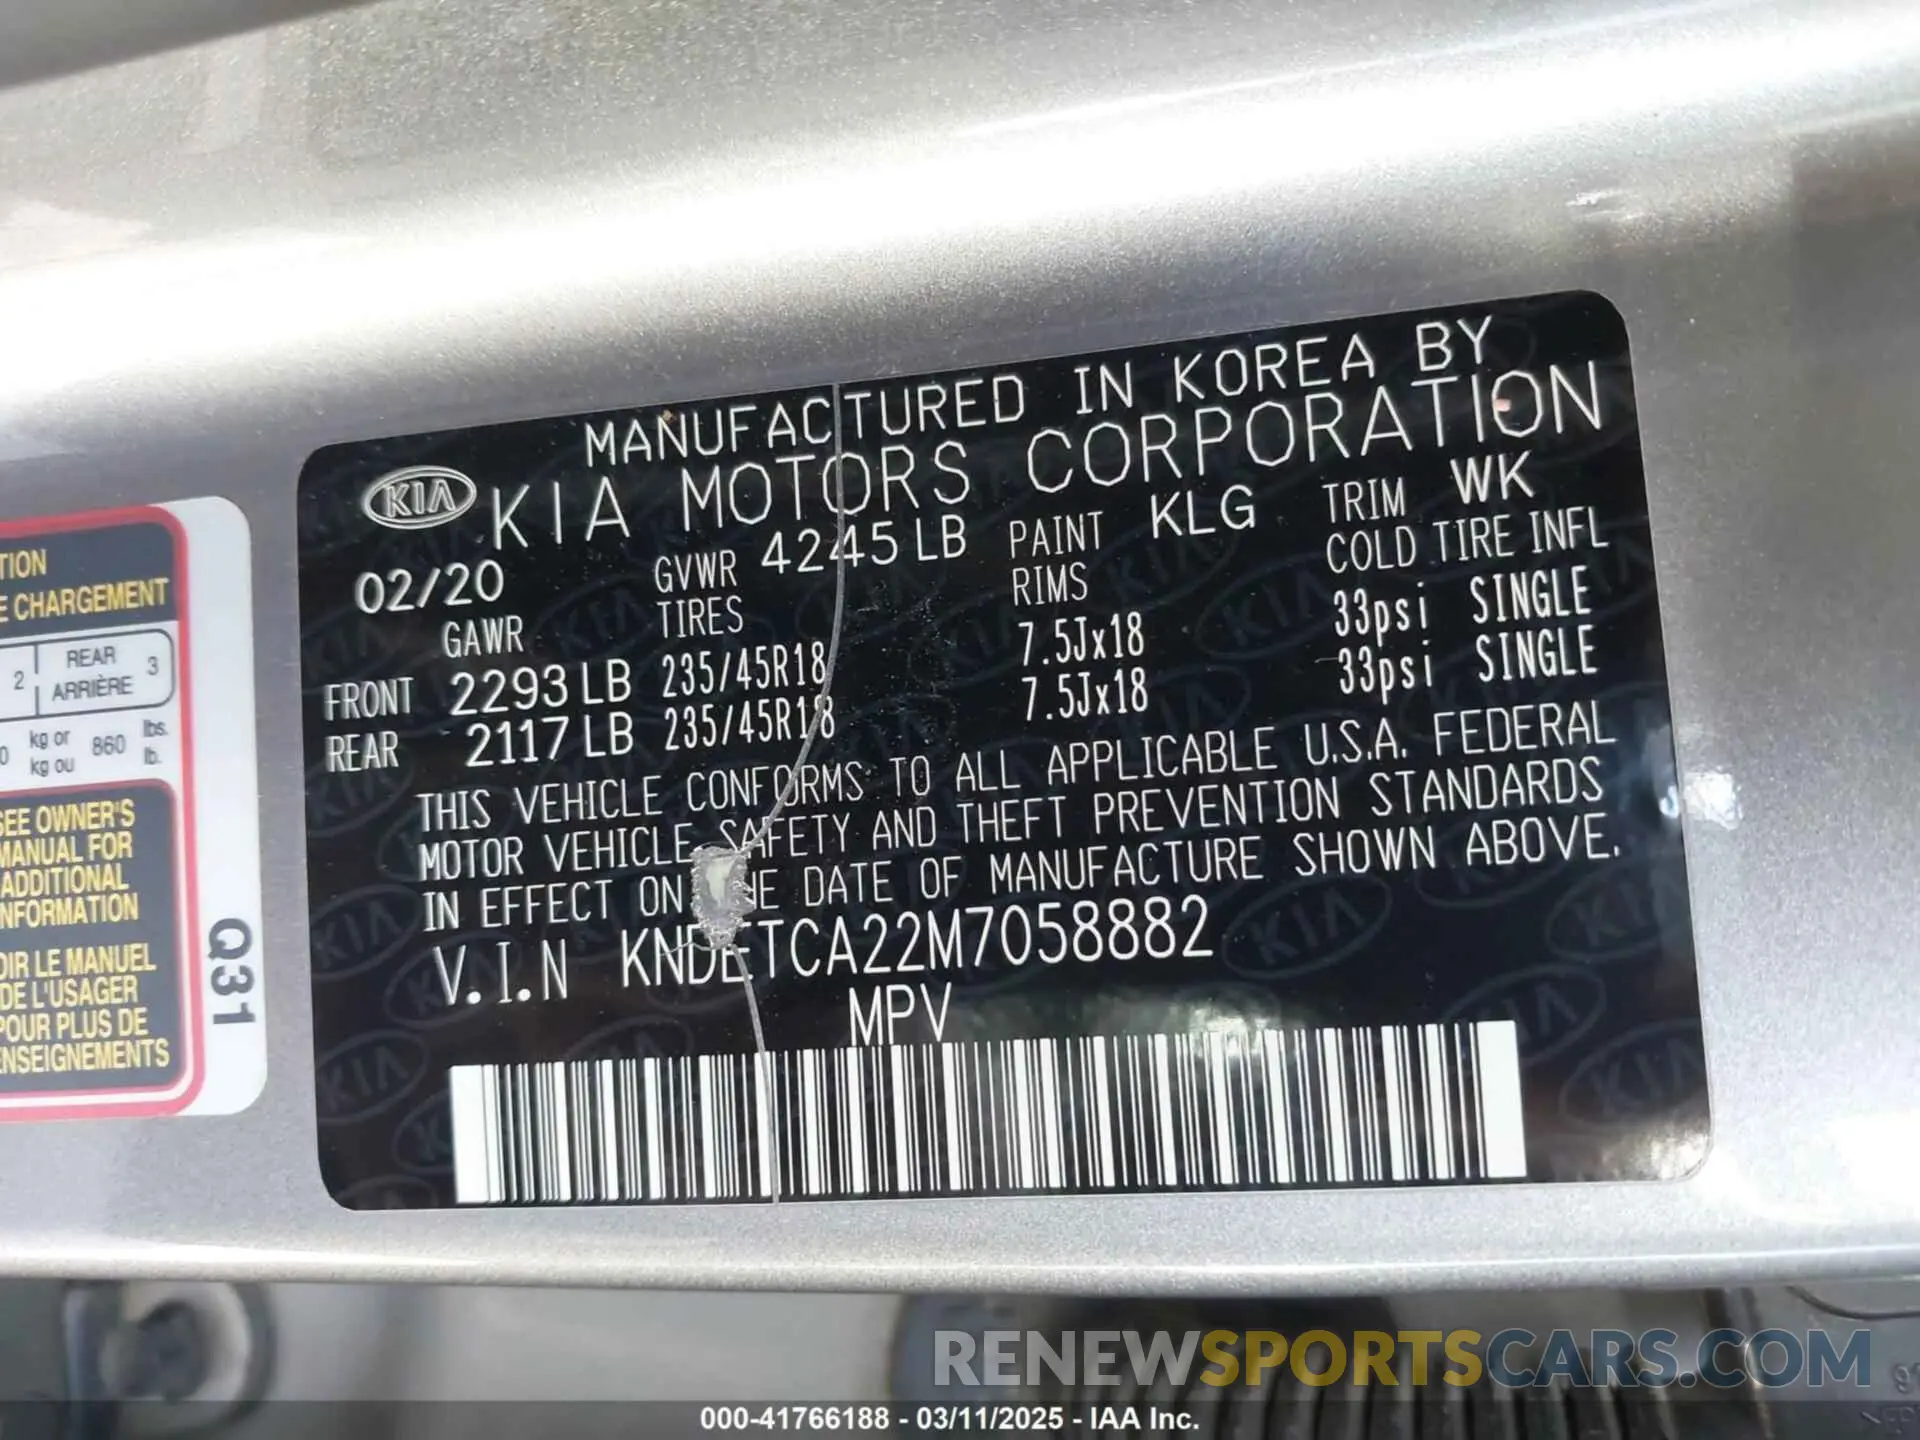 MANUFACTURED IN KOREA BY
KIA KIA MOTORS CORPORATION
02/20 GVWR 4245 LB PAINT KLG TRIM WK
GAWR TIRES RIMS COLD TIRE INFL
FRONT 2293 LB 235/45R18 7.5Jx18 33psi SINGLE
REAR 2117 LB 235/45R18 7.5Jx18 33psi SINGLE
THIS VEHICLE CONFORMS TO ALL APPLICABLE U.S.A. FEDERAL
MOTOR VEHICLE SAFETY AND THEFT PREVENTION STANDARDS
IN EFFECT ON DATE OF MANUFACTURE SHOWN ABOVE.
V.I.N KNDETCA22M7058882
MPV
CHARGEMENT
2 REAR 3
ARRIÈRE
kg or 860 lbs.
kg ou lb.
SEE OWNER'S
MANUAL FOR
ADDITIONAL
INFORMATION
LE MANUEL
DE L'USAGER
POUR PLUS DE
Q31
RENEWSPORTSCARS.COM
000-41766188 - 03/11/2025 - IAA Inc.